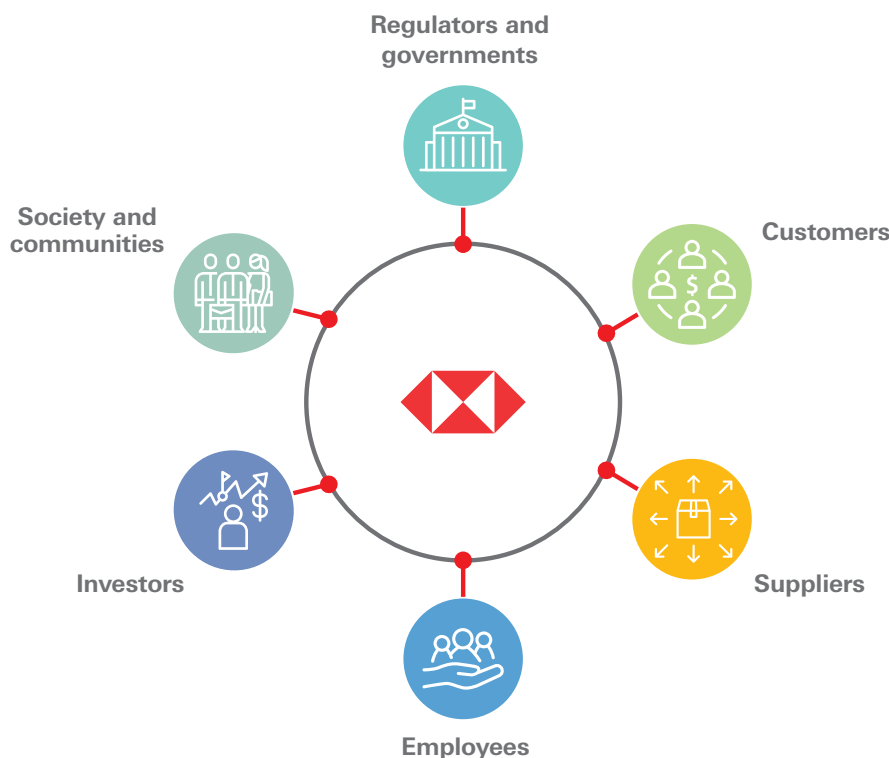 Regulators and
governments
Customers
Suppliers
Employees
Investors
Society and
communities
$
$